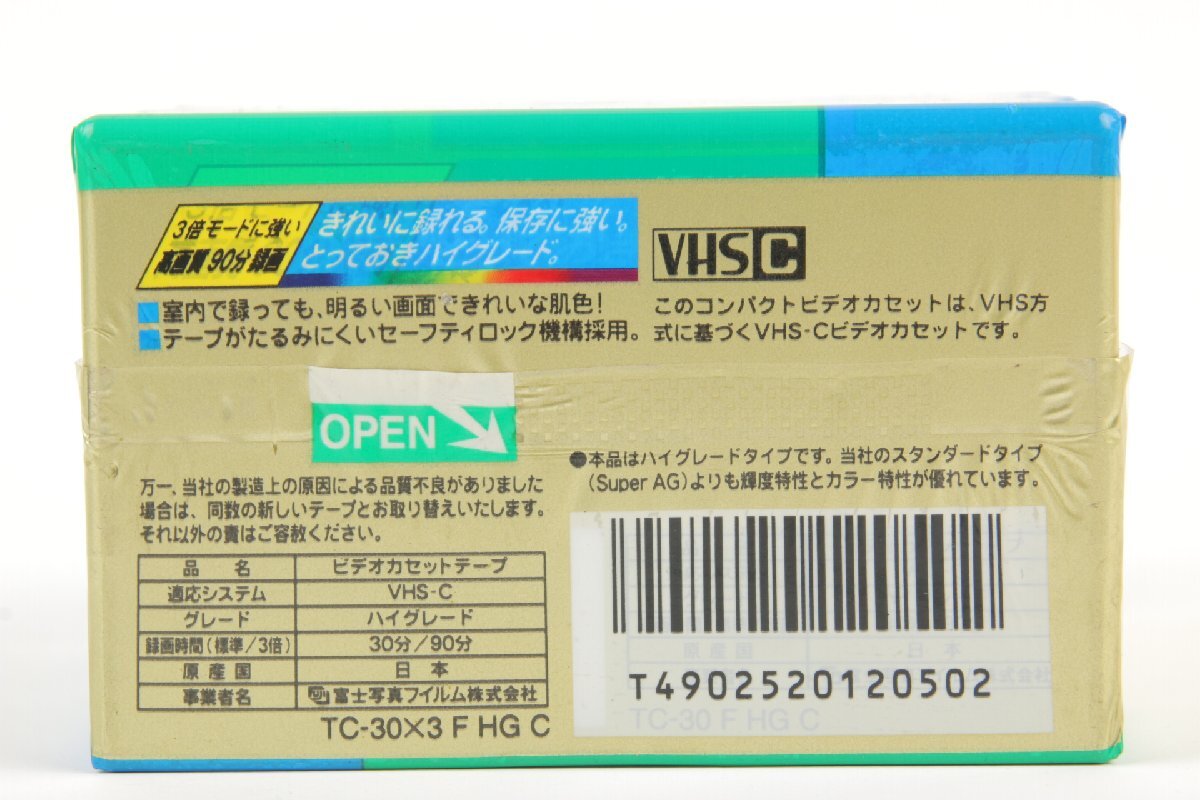 3倍モードに強い
高画質90分録画
きれいに録れる。保存に強い。
とっておきハイグレード。
VHSC
室内で録っても、明るい画面できれいな肌色!
テープがたるみにくいセーフティロック機構採用。
このコンパクトビデオカセットは、VHS方
式に基づくVHS-Cビデオカセットです。
OPEN
●本品はハイグレードタイプです。当社のスタンダードタイプ
(Super AG)よりも輝度特性とカラー特性が優れています。
万一、当社の製造上の原因による品質不良がありました
場合は、同数の新しいテープとお取り替えいたします。
それ以外の責はご容赦ください。
品名 ビデオカセットテープ
適応システム VHS-C
グレード ハイグレード
録画時間(標準/3倍) 30分/90分
原産国 日本
事業者名 富士写真フイルム株式会社
TC-30×3 F HG C
T4902520120502
TC-30 F HG C